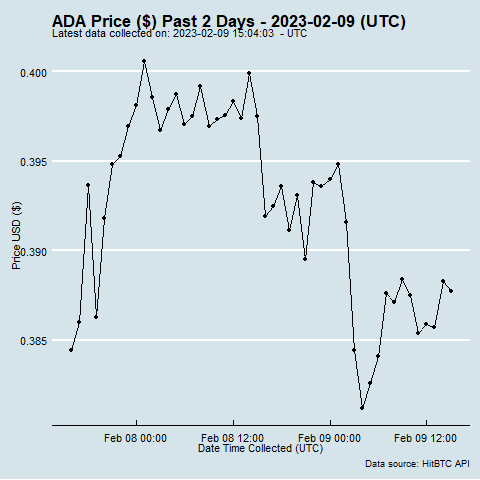 ADA Price ($) Past 2 Days - 2023-02-09 (UTC)
Latest data collected on: 2023-02-09 15:04:03 - UTC
0.400
0.395
0.390
0.385
Price USD ($)
Feb 08 00:00 Feb 08 12:00 Feb 09 00:00 Feb 09 12:00
Date Time Collected (UTC)
Data source: HitBTC API